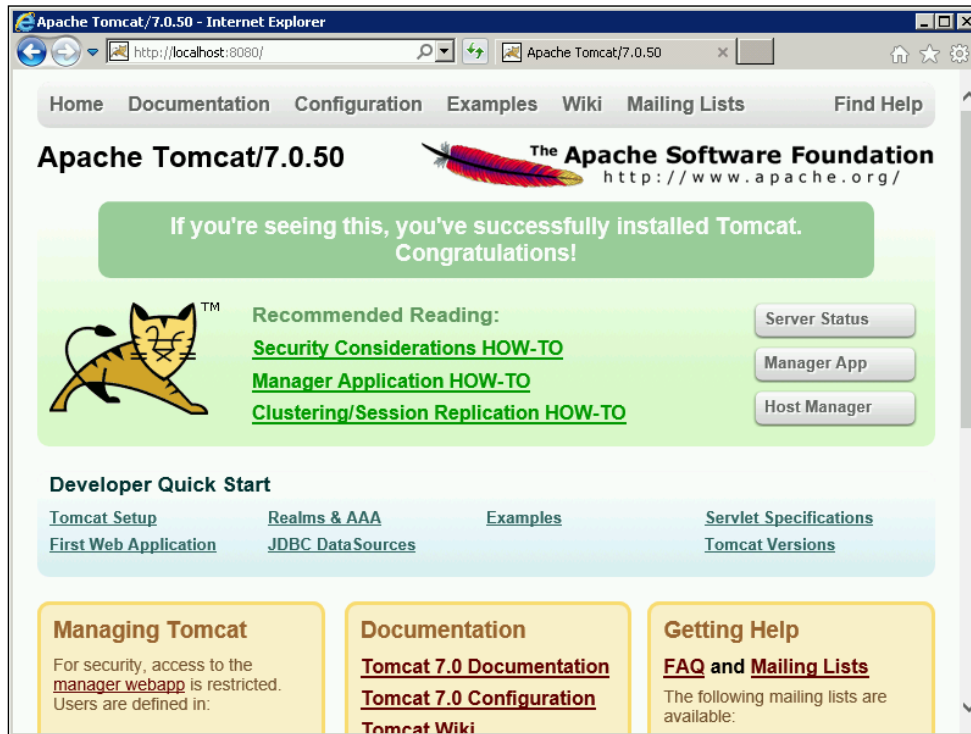 Apache Tomcat/7.0.50 - Internet Explorer
http://localhost:8080/
Apache Tomcat/7.0.50
Home Documentation Configuration Examples Wiki Mailing Lists Find Help
Apache Tomcat/7.0.50
The Apache Software Foundation
http://www.apache.org/
If you're seeing this, you've successfully installed Tomcat.
Congratulations!
TM
Recommended Reading:
Security Considerations HOW-TO
Manager Application HOW-TO
Clustering/Session Replication HOW-TO
Server Status
Manager App
Host Manager
Developer Quick Start
Tomcat Setup
First Web Application
Realms & AAA
JDBC DataSources
Examples
Servlet Specifications
Tomcat Versions
Managing Tomcat
For security, access to the
manager webapp is restricted.
Users are defined in:
Documentation
Tomcat 7.0 Documentation
Tomcat 7.0 Configuration
Tomcat Wiki
Getting Help
FAQ and Mailing Lists
The following mailing lists are
available: